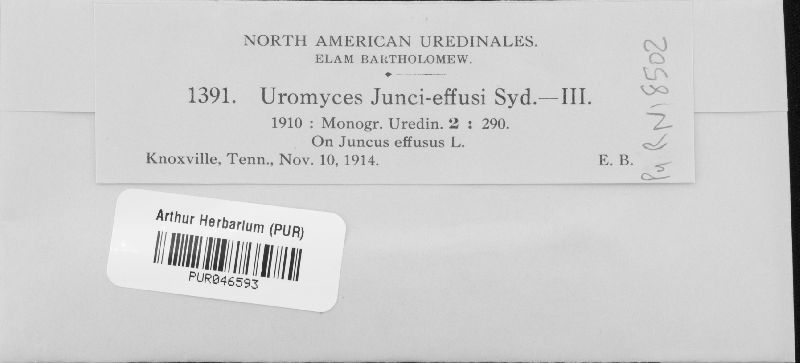 NORTH AMERICAN UREDINALES.
ELAM BARTHOLOMEW.
1391. Uromyces Junci-effusi Syd.—III.
1910 : Monogr. Uredin. 2 : 290.
On Juncus effusus L.
Knoxville, Tenn., Nov. 10, 1914. E. B.
PURN18502
Arthur Herbarium (PUR)
PUR046593